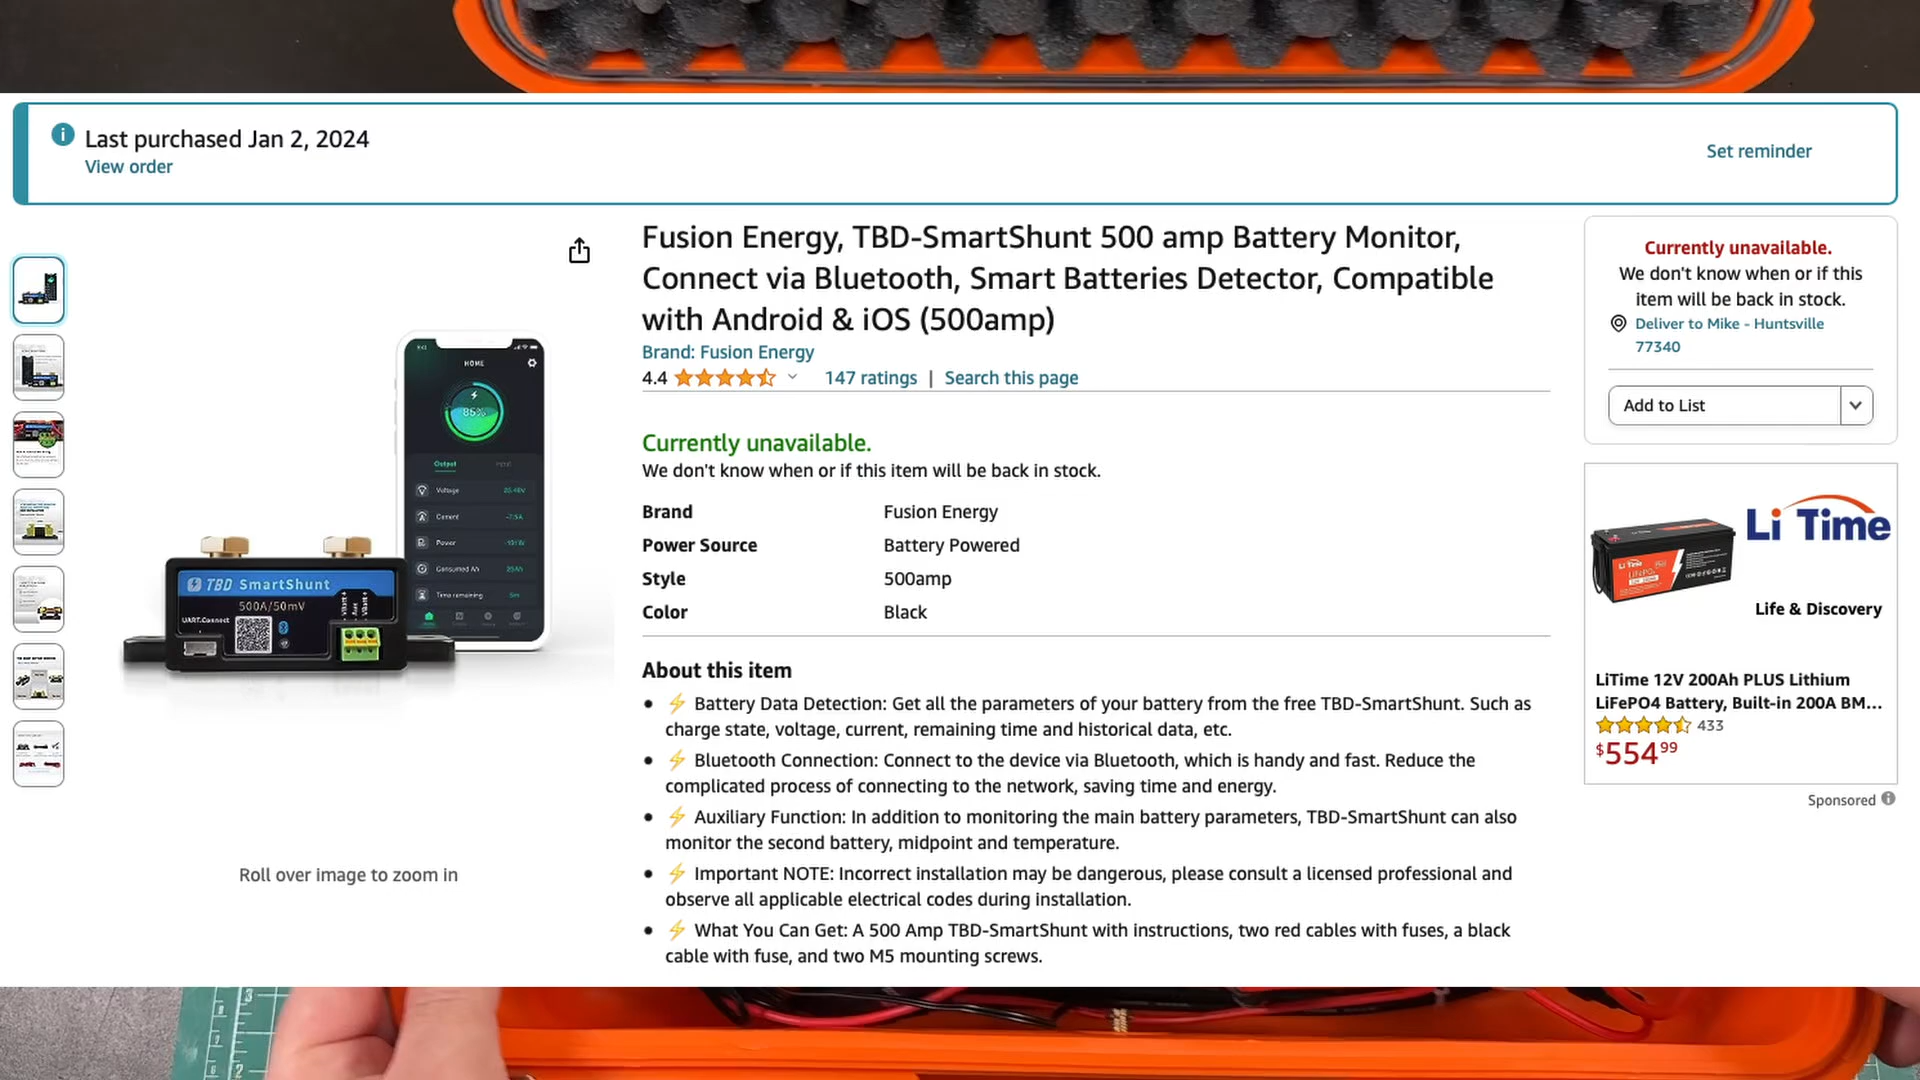 Last purchased Jan 2, 2024
View order
Set reminder
Fusion Energy, TBD-SmartShunt 500 amp Battery Monitor,
Connect via Bluetooth, Smart Batteries Detector, Compatible
with Android & iOS (500amp)
Brand: Fusion Energy
4.4
147 ratings | Search this page
Currently unavailable.
We don't know when or if this item will be back in stock.
Brand Fusion Energy
Power Source Battery Powered
Style 500amp
Color Black
About this item
• ⚡ Battery Data Detection: Get all the parameters of your battery from the free TBD-SmartShunt. Such as
charge state, voltage, current, remaining time and historical data, etc.
• ⚡ Bluetooth Connection: Connect to the device via Bluetooth, which is handy and fast. Reduce the
complicated process of connecting to the network, saving time and energy.
• ⚡ Auxiliary Function: In addition to monitoring the main battery parameters, TBD-SmartShunt can also
monitor the second battery, midpoint and temperature.
• ⚡ Important NOTE: Incorrect installation may be dangerous, please consult a licensed professional and
observe all applicable electrical codes during installation.
• ⚡ What You Can Get: A 500 Amp TBD-SmartShunt with instructions, two red cables with fuses, a black
cable with fuse, and two M5 mounting screws.
HOME
85%
Output
Input
Voltage
Current
Power
Consumed Ah
Time remaining
TBD SmartShunt
500A/50mV
UART.Connect
Roll over image to zoom in
Currently unavailable.
We don't know when or if this
item will be back in stock.
Deliver to Mike - Huntsville
77340
Add to List
Li Time
Life & Discovery
LiTime 12V 200Ah PLUS Lithium
LiFePO4 Battery, Built-in 200A BM...
433
$554.99
Sponsored